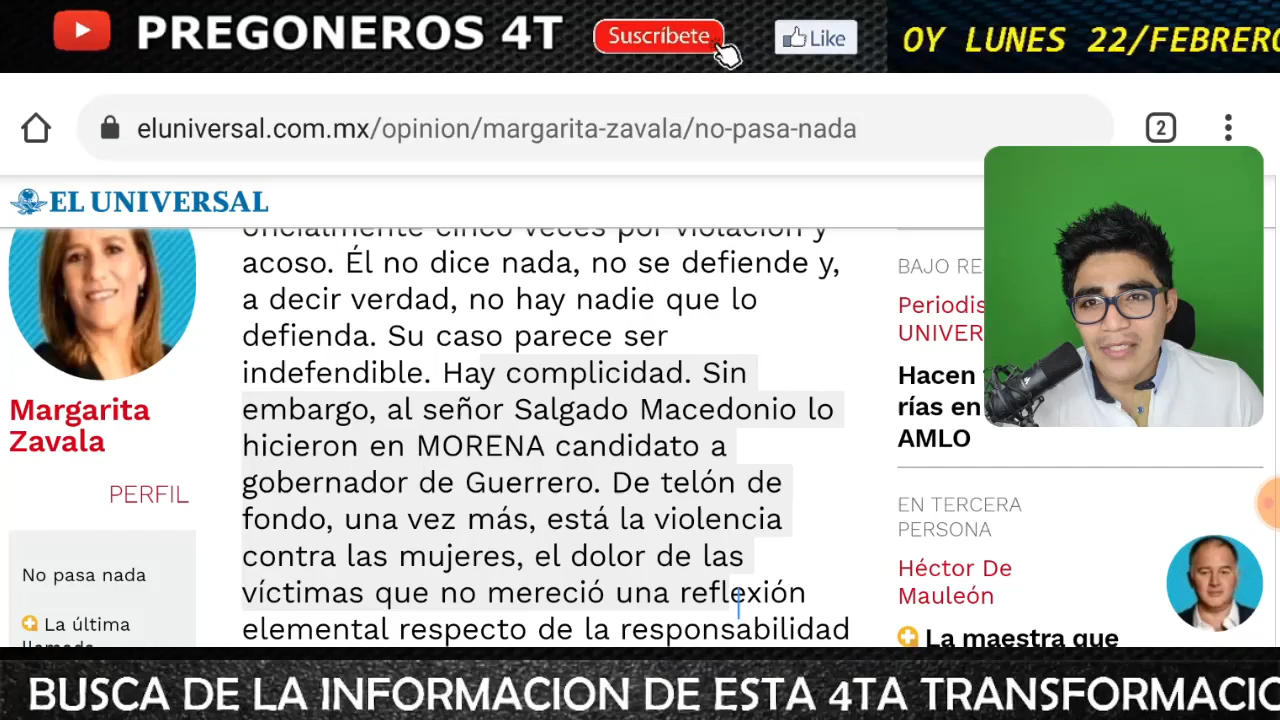 PREGONEROS 4T
Suscríbete
Like
OY LUNES 22/FEBRERO
eluniversal.com.mx/opinion/margarita-zavala/no-pasa-nada
2
EL UNIVERSAL
Margarita
Zavala
PERFIL
No pasa nada
La última
llamada
oficialmente cinco veces por violación y
acoso. Él no dice nada, no se defiende y,
a decir verdad, no hay nadie que lo
defienda. Su caso parece ser
indefendible. Hay complicidad. Sin
embargo, al señor Salgado Macedonio lo
hicieron en MORENA candidato a
gobernador de Guerrero. De telón de
fondo, una vez más, está la violencia
contra las mujeres, el dolor de las
víctimas que no mereció una reflexión
elemental respecto de la responsabilidad
BAJO
UNIVER
Hacen
rías en
AMLO
EN TERCERA
PERSONA
Héctor De
Mauleón
La maestra que
BUSCA DE LA INFORMACION DE ESTA 4TA TRANSFORMACIO